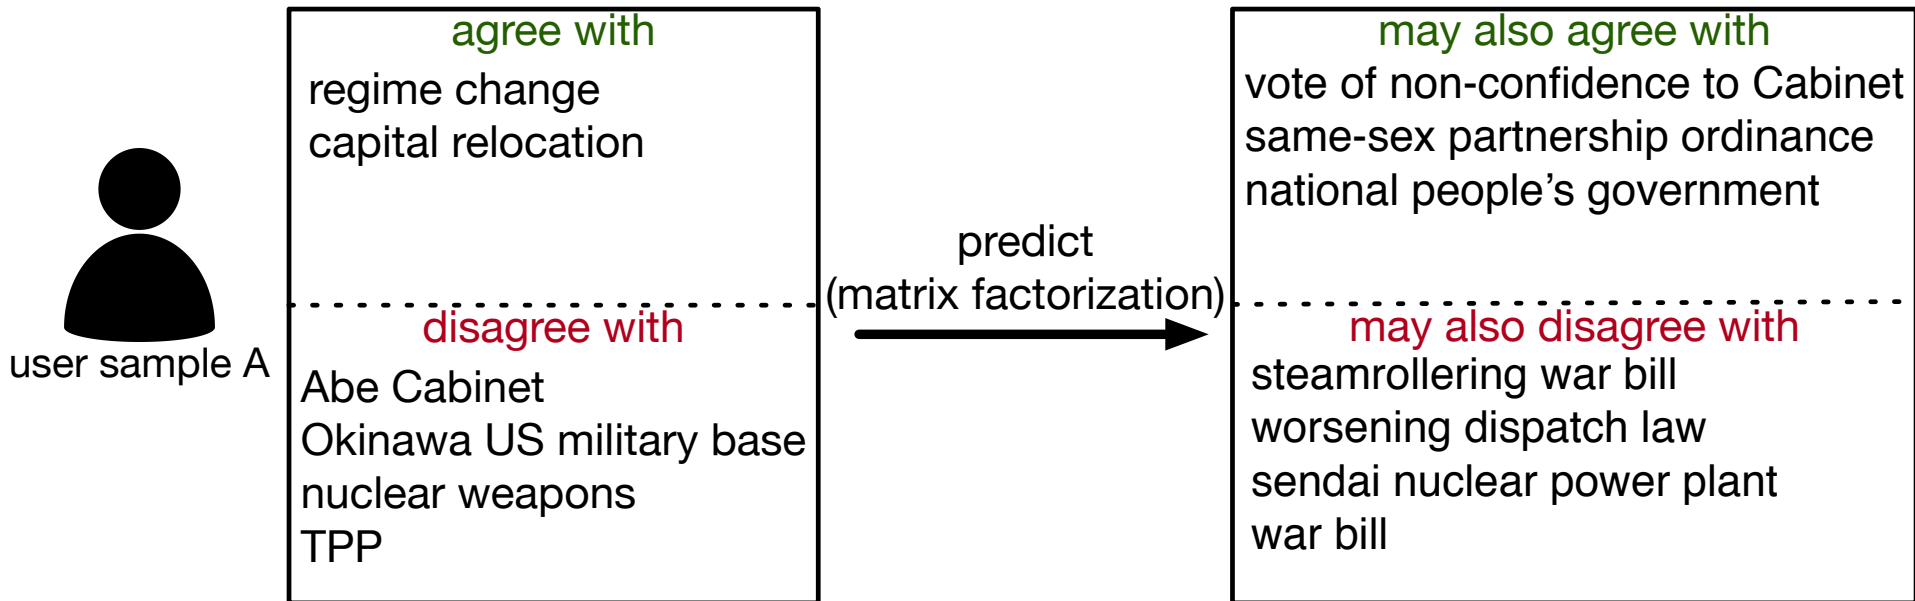 user sample A
agree with
regime change
capital relocation
disagree with
Abe Cabinet
Okinawa US military base
nuclear weapons
TPP
predict
(matrix factorization)
may also agree with
vote of non-confidence to Cabinet
same-sex partnership ordinance
national people’s government
may also disagree with
steamrollering war bill
worsening dispatch law
sendai nuclear power plant
war bill